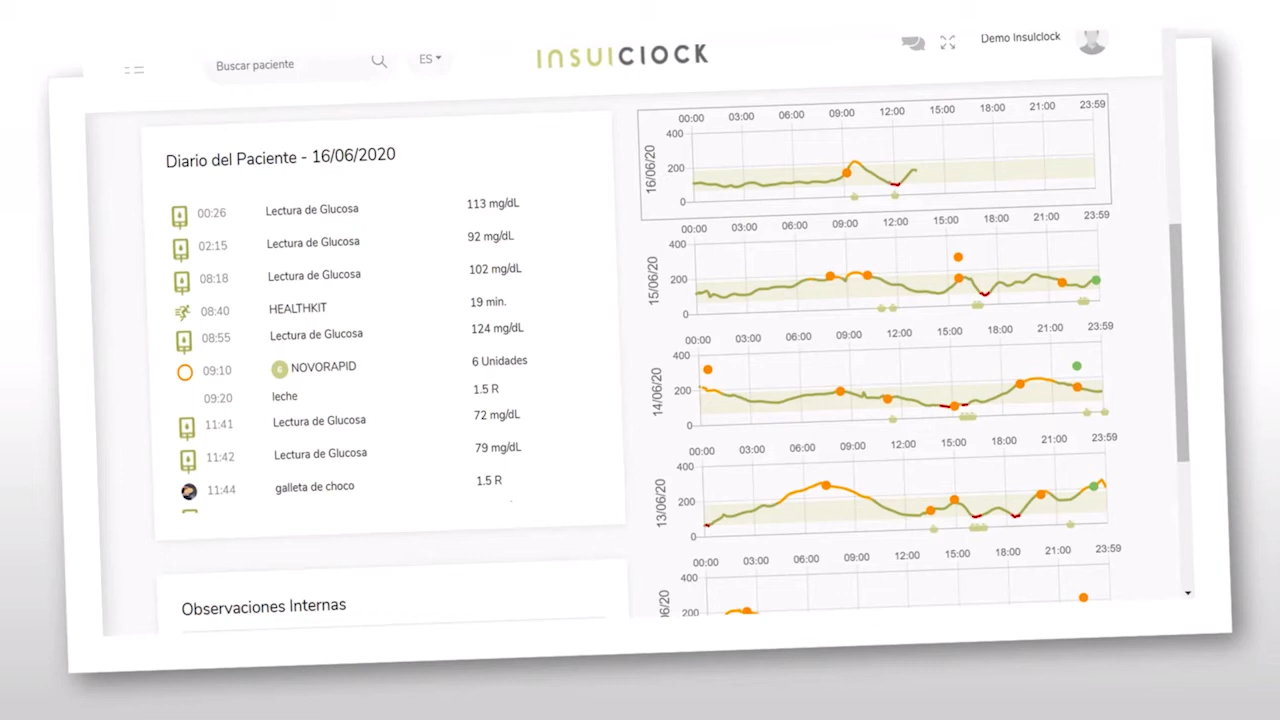 Buscar paciente
ES
INSULCLOCK
Demo Insulclock
Diario del Paciente - 16/06/2020
00:26 Lectura de Glucosa 113 mg/dL
02:15 Lectura de Glucosa 92 mg/dL
08:18 Lectura de Glucosa 102 mg/dL
08:40 HEALTHKIT 19 min.
08:55 Lectura de Glucosa 124 mg/dL
09:10 6 NOVORAPID 6 Unidades
09:20 leche 1.5 R
11:41 Lectura de Glucosa 72 mg/dL
11:42 Lectura de Glucosa 79 mg/dL
11:44 galleta de choco 1.5 R
Observaciones Internas
00:00 03:00 06:00 09:00 12:00 15:00 18:00 21:00 23:59
400
200
0
16/06/20
00:00 03:00 06:00 09:00 12:00 15:00 18:00 21:00 23:59
400
200
0
15/06/20
00:00 03:00 06:00 09:00 12:00 15:00 18:00 21:00 23:59
400
200
0
14/06/20
00:00 03:00 06:00 09:00 12:00 15:00 18:00 21:00 23:59
400
200
0
13/06/20
00:00 03:00 06:00 09:00 12:00 15:00 18:00 21:00 23:59
400
200
06/20